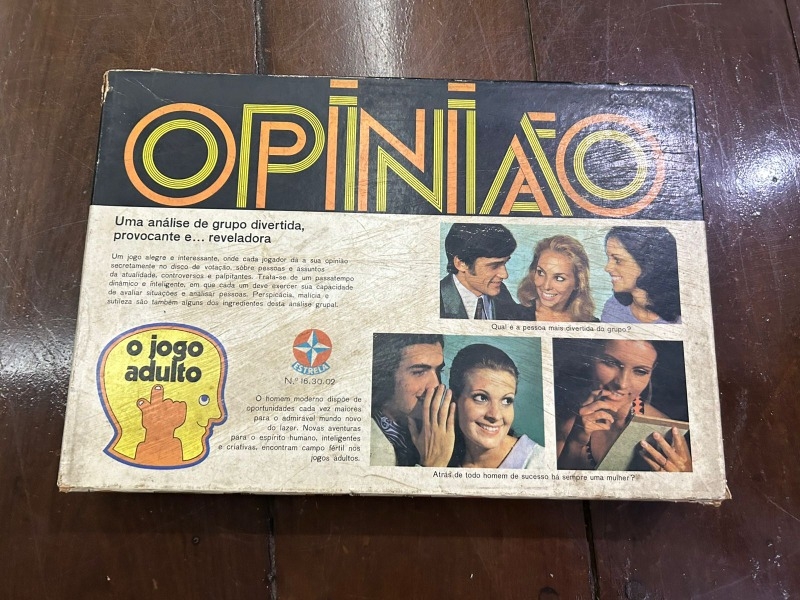 OPINIÃO
Uma análise de grupo divertida,
provocante e... reveladora
Um jogo alegre e interessante, onde cada jogador dá a sua opinião
secretamente no disco de votação, sôbre pessoas e assuntos
da atualidade, controversos e palpitantes. Trata-se de um passatempo
dinâmico e inteligente, em que cada um deve exercer sua capacidade
de avaliar situações e analisar pessoas. Perspicácia, malícia e
sutileza são também alguns dos ingredientes desta análise grupal.
Qual é a pessoa mais divertida do grupo?
o jogo
adulto
ESTRELA
N.º 16.30.02
O homem moderno dispõe de
oportunidades cada vez maiores
para o admirável mundo novo
do lazer. Novas aventuras
para o espírito humano, inteligentes
e criativas, encontram campo fértil nos
jogos adultos.
Atrás de todo homem de sucesso há sempre uma mulher?